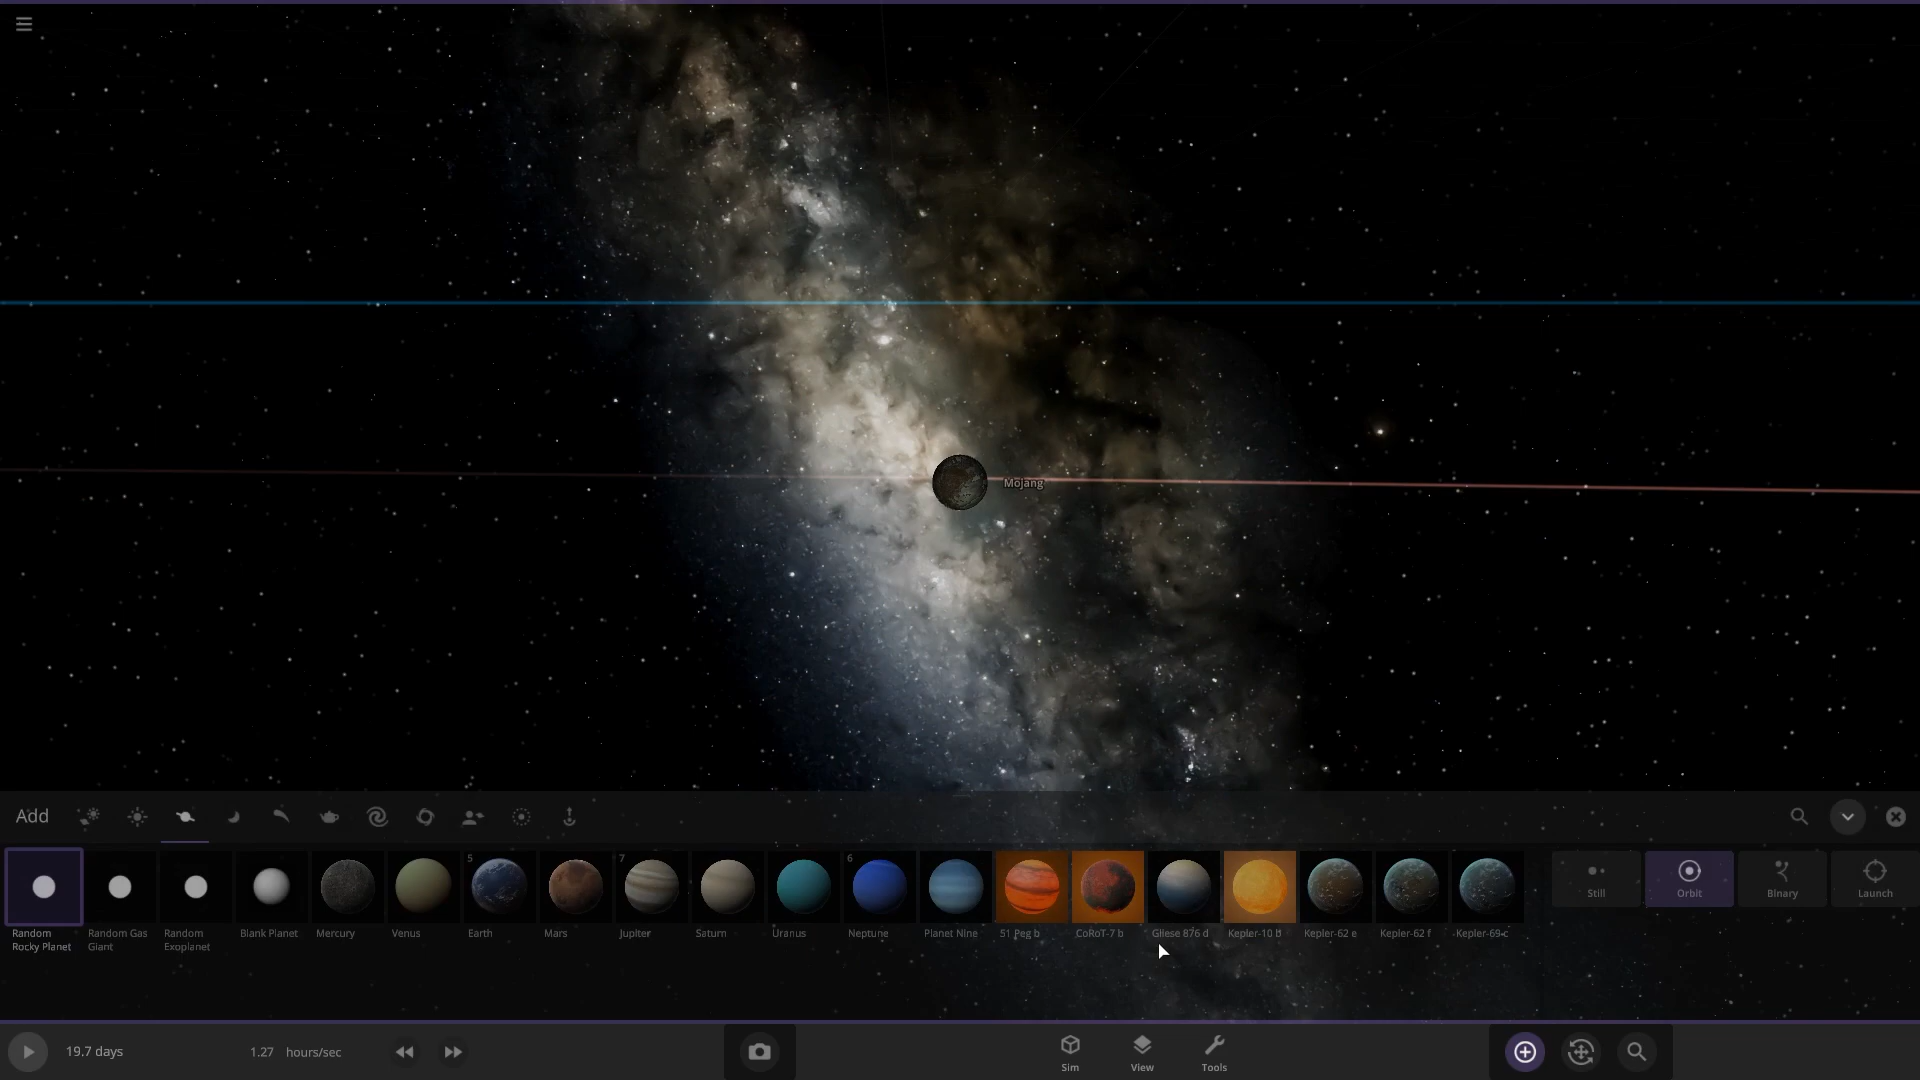 Mojang
Add
5
7
6
Still
Orbit
Binary
Launch
Random
Rocky Planet
Random Gas
Giant
Random
Exoplanet
Blank Planet
Mercury
Venus
Earth
Mars
Jupiter
Saturn
Uranus
Neptune
Planet Nine
51 Peg b
CoRoT-7 b
Gliese 876 d
Kepler-10 b
Kepler-62 e
Kepler-62 f
Kepler-69 c
19.7 days
1.27 hours/sec
Sim
View
Tools